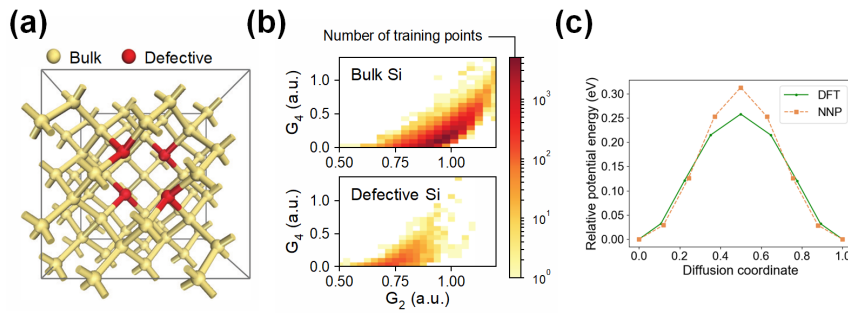 (a)
Bulk Defective
(b)
Number of training points
Bulk Si
G₄ (a.u.)
1.0
0.5
0.0
0.50 0.75 1.00
Defective Si
G₄ (a.u.)
1.0
0.5
0.0
0.50 0.75 1.00
G₂ (a.u.)
10³
10²
10¹
10⁰
(c)
DFT
NNP
Relative potential energy (eV)
0.30
0.25
0.20
0.15
0.10
0.05
0.00
0.0 0.2 0.4 0.6 0.8 1.0
Diffusion coordinate